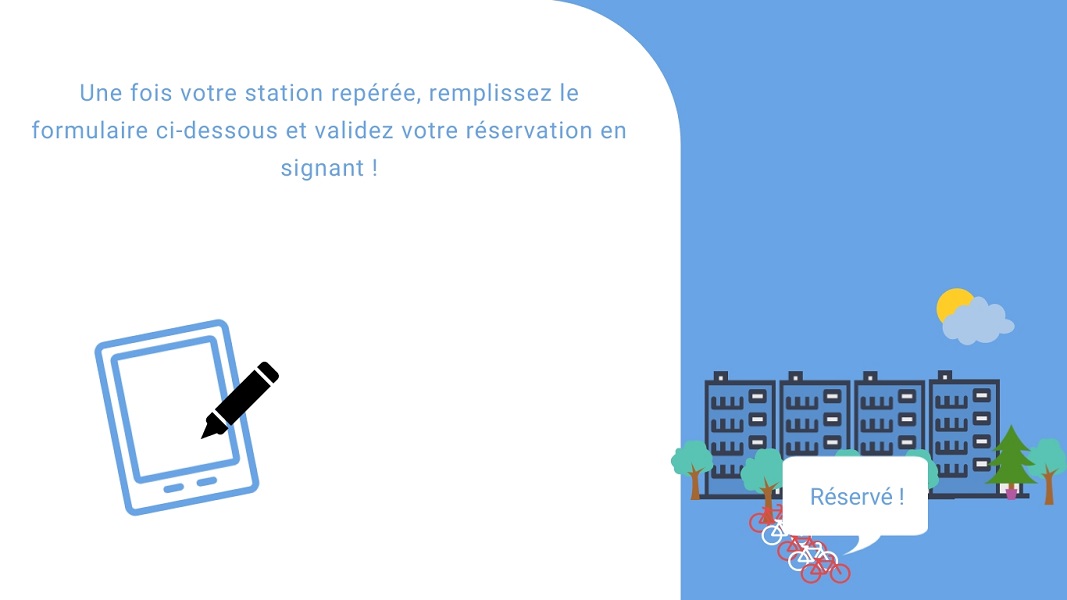 Une fois votre station repérée, remplissez le
formulaire ci-dessous et validez votre réservation en
signant !
Réservé !